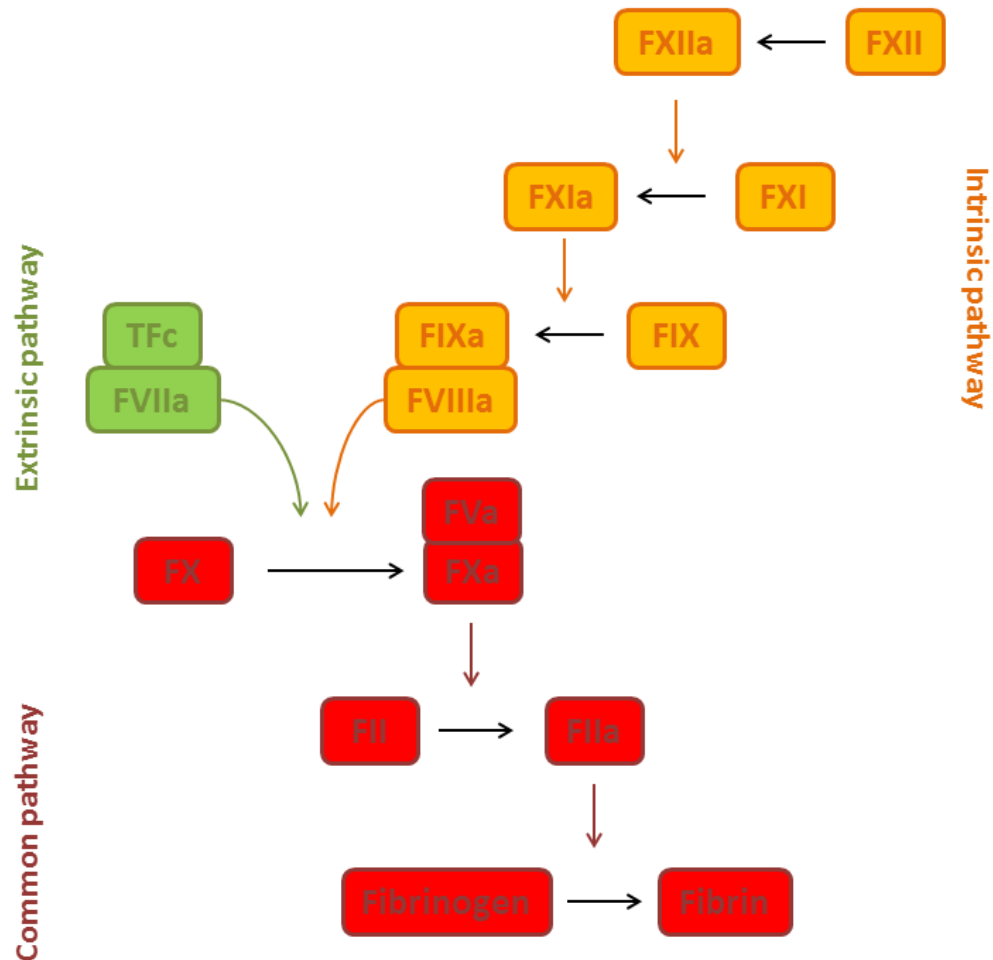 FXIIa
FXII
FXIa
FXI
Intrinsic pathway
Extrinsic pathway
TFc
FVIIa
FIXa
FIX
FVIIIa
FVa
FX
FXa
Common pathway
FII
FIIa
Fibrinogen
Fibrin